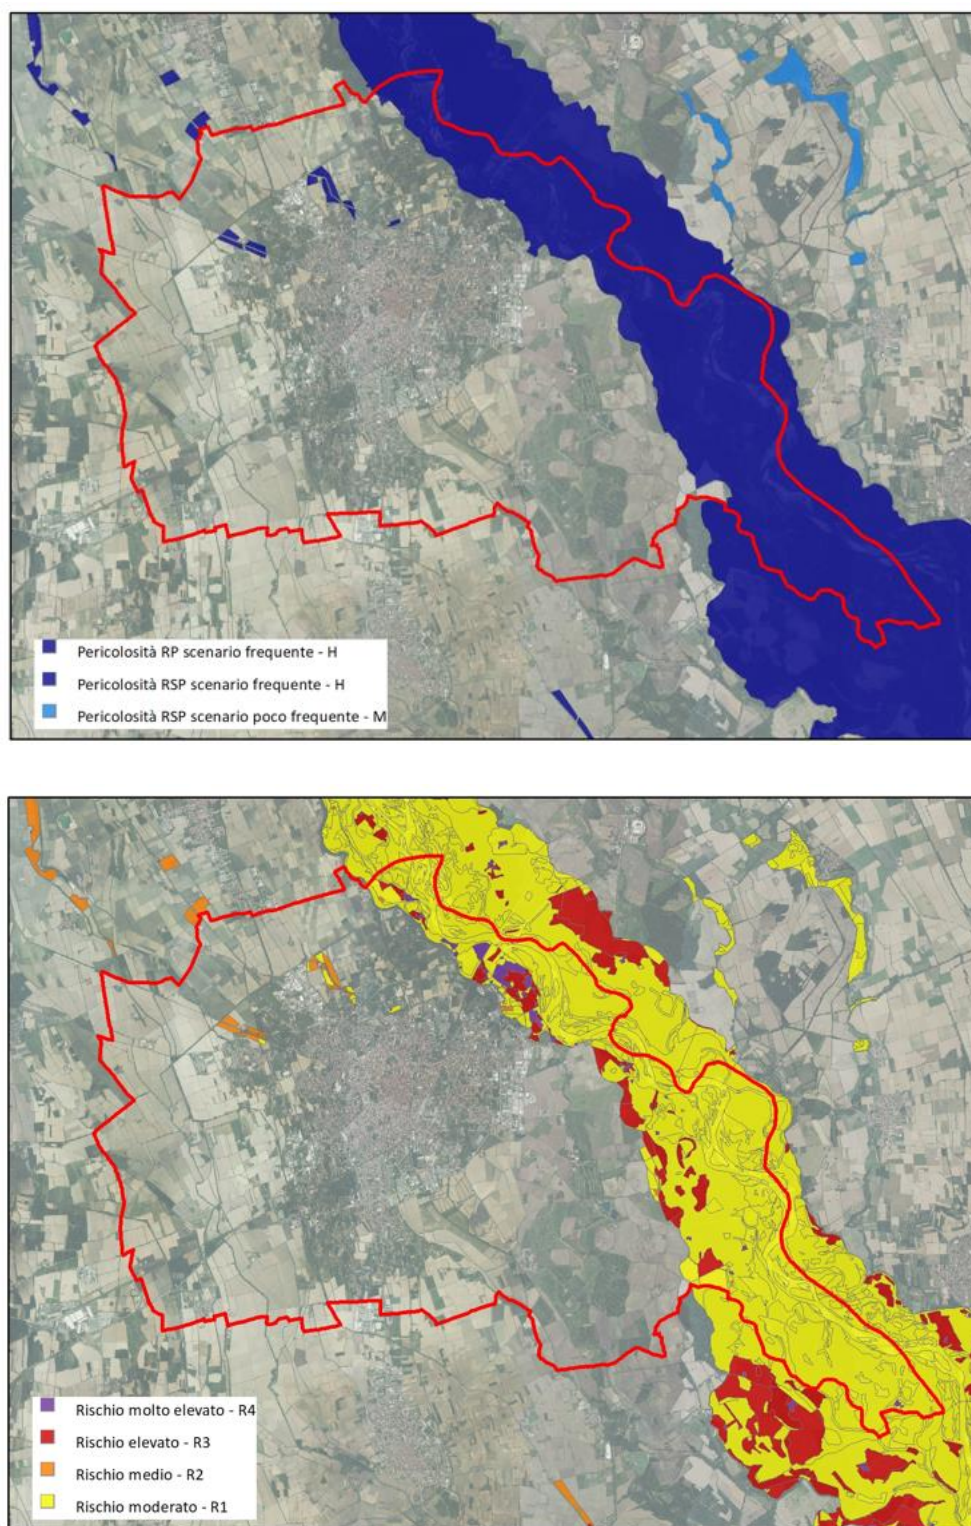 Pericolosità RP scenario frequente - H
Pericolosità RSP scenario frequente - H
Pericolosità RSP scenario poco frequente - M
Rischio molto elevato - R4
Rischio elevato - R3
Rischio medio - R2
Rischio moderato - R1